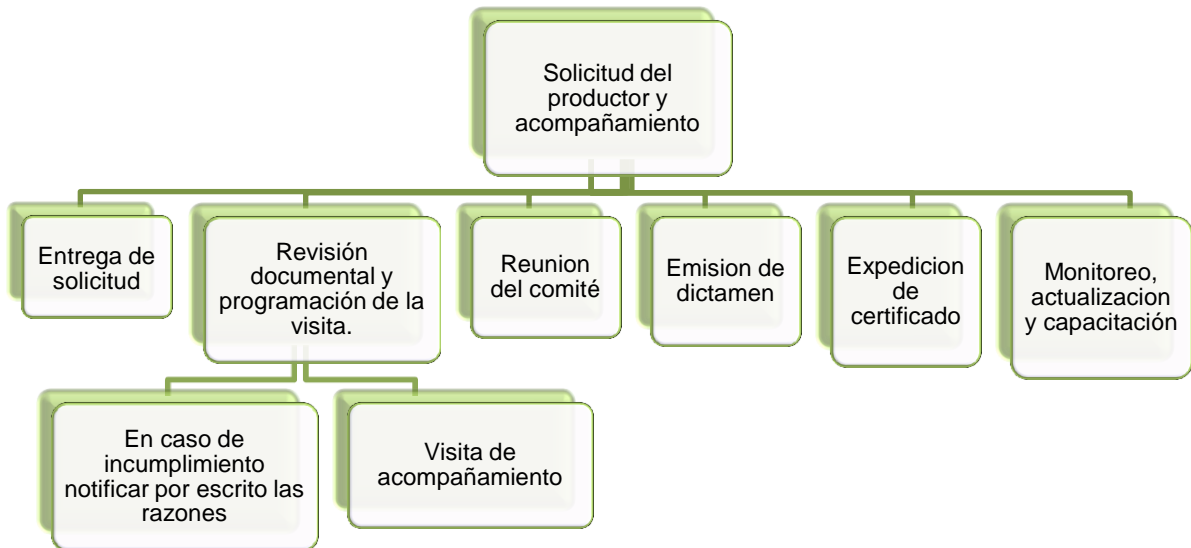 Solicitud del
productor y
acompañamiento
Entrega de
solicitud
Revisión
documental y
programación de la
visita.
Reunion
del comité
Emision de
dictamen
Expedicion
de
certificado
Monitoreo,
actualizacion
y capacitación
En caso de
incumplimiento
notificar por escrito las
razones
Visita de
acompañamiento